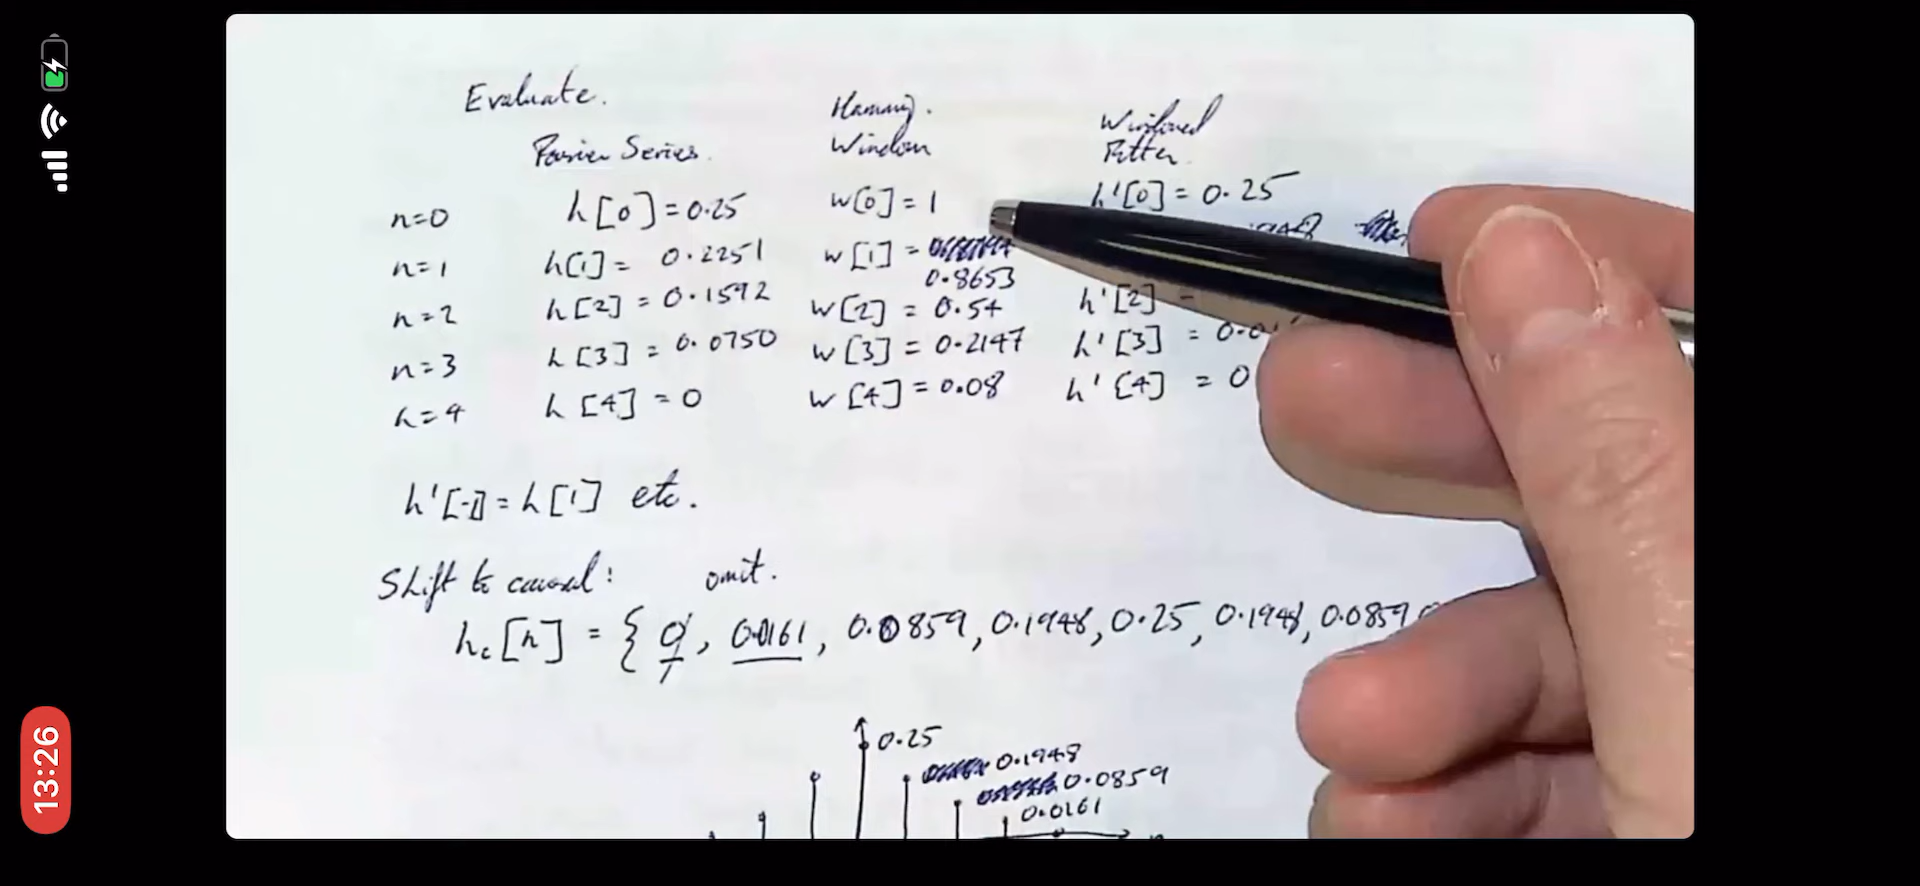 Evaluate.
Fourier Series.
Hamming.
Window
Windowed
Filter.
n=0 h[0]=0.25 w[0]=1 h'[0]=0.25
n=1 h[1]= 0.2251 w[1]= 0.8653
n=2 h[2]=0.1592 w[2] = 0.54 h'[2] =
n=3 h[3] = 0.0750 w[3] = 0.2147 h'[3] = 0.01
n=4 h[4] = 0 w[4] = 0.08 h'[4] = 0
h'[-1]=h[1] etc.
Shift to causal: omit.
hc[n] = { 0, 0.0161, 0.0859, 0.1948, 0.25, 0.1948, 0.0859
0.25
0.1948
0.0859
0.0161
13:26